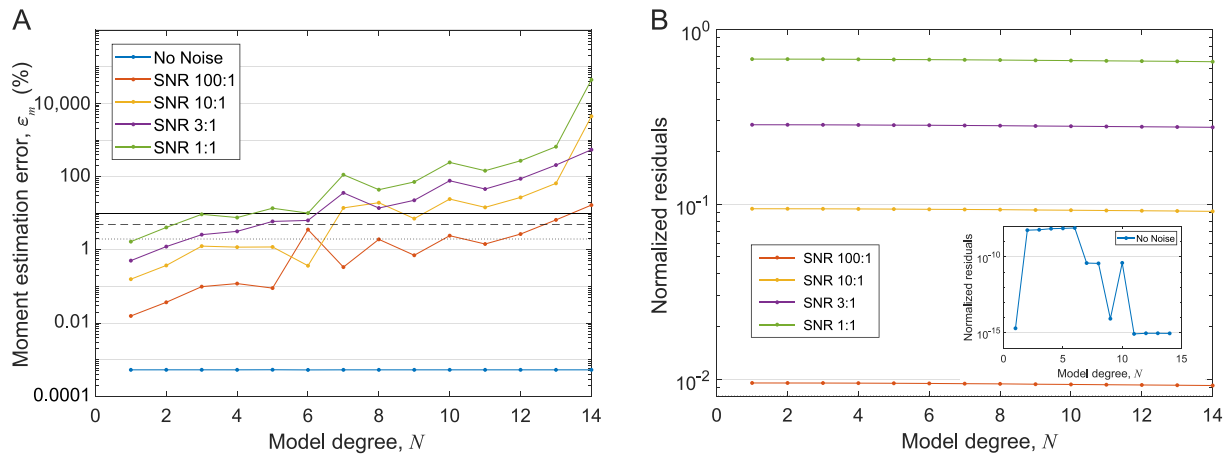 A
Moment estimation error, εₘ (%)
10,000
100
1
0.01
0.0001
No Noise
SNR 100:1
SNR 10:1
SNR 3:1
SNR 1:1
0 2 4 6 8 10 12 14
Model degree, N
B
Normalized residuals
10⁰
10⁻¹
10⁻²
SNR 100:1
SNR 10:1
SNR 3:1
SNR 1:1
Normalized residuals
10⁻¹⁰
10⁻¹⁵
No Noise
0 5 10 15
Model degree, N
0 2 4 6 8 10 12 14
Model degree, N